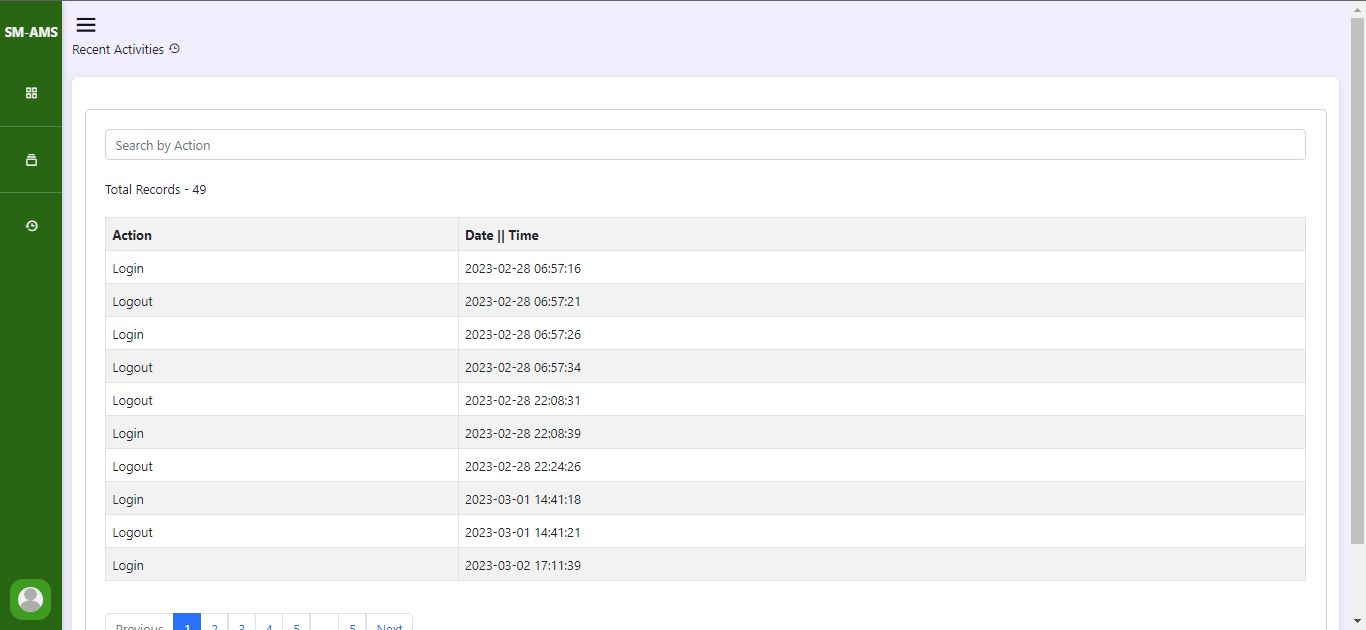 SM-AMS
Recent Activities
Search by Action
Total Records - 49
Action Date || Time
Login 2023-02-28 06:57:16
Logout 2023-02-28 06:57:21
Login 2023-02-28 06:57:26
Logout 2023-02-28 06:57:34
Logout 2023-02-28 22:08:31
Login 2023-02-28 22:08:39
Logout 2023-02-28 22:24:26
Login 2023-03-01 14:41:18
Logout 2023-03-01 14:41:21
Login 2023-03-02 17:11:39
Previous 1 2 3 4 5 ... 5 Next